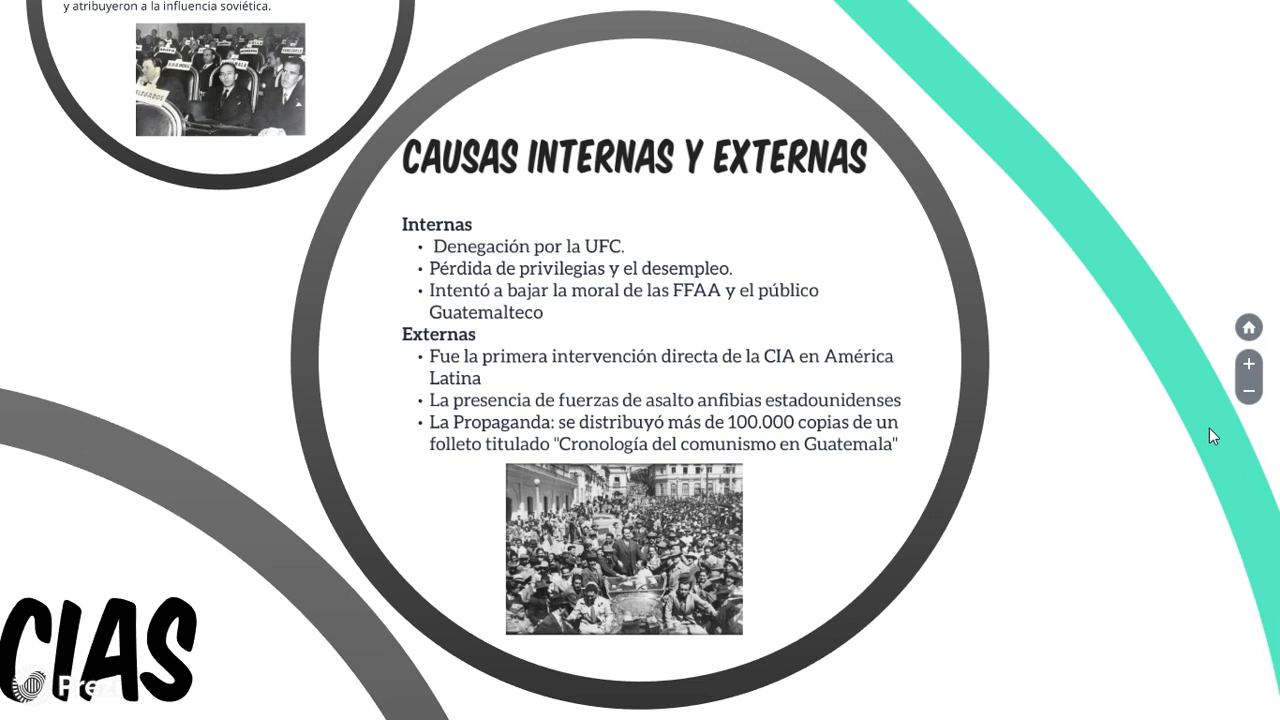 y atribuyeron a la influencia soviética.
CAUSAS INTERNAS Y EXTERNAS
Internas
• Denegación por la UFC.
• Pérdida de privilegias y el desempleo.
• Intentó a bajar la moral de las FFAA y el público
Guatemalteco
Externas
• Fue la primera intervención directa de la CIA en América
Latina
• La presencia de fuerzas de asalto anfibias estadounidenses
• La Propaganda: se distribuyó más de 100.000 copias de un
folleto titulado "Cronología del comunismo en Guatemala"
CIAS